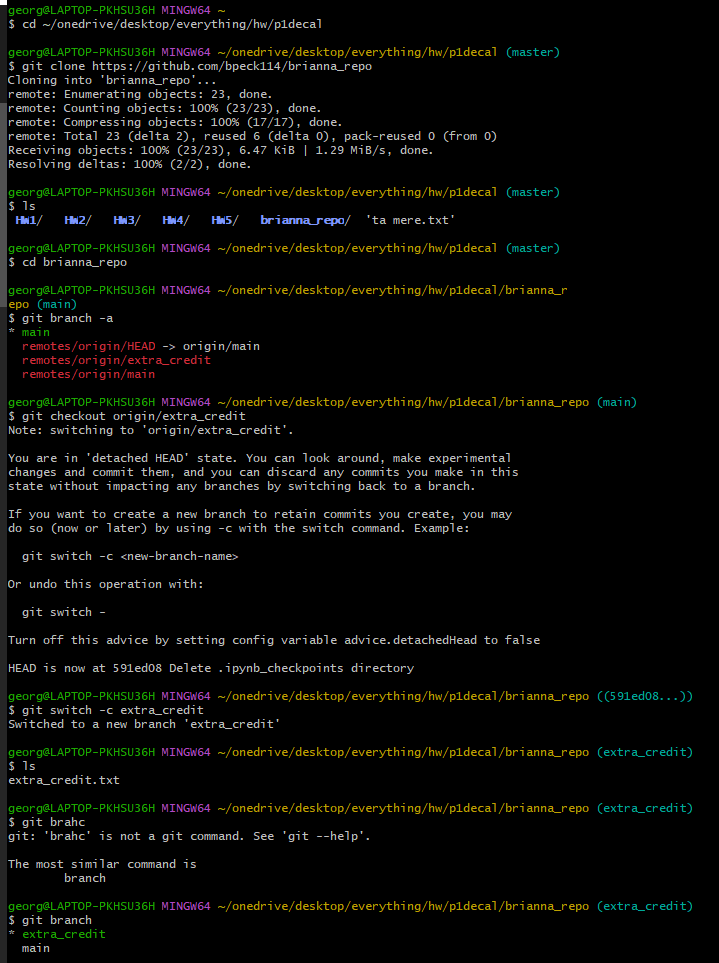 georg@LAPTOP-PKHSU36H MINGW64 ~
$ cd ~/onedrive/desktop/everything/hw/p1decal
georg@LAPTOP-PKHSU36H MINGW64 ~/onedrive/desktop/everything/hw/p1decal (master)
$ git clone https://github.com/bpeck114/brianna_repo
Cloning into 'brianna_repo'...
remote: Enumerating objects: 23, done.
remote: Counting objects: 100% (23/23), done.
remote: Compressing objects: 100% (17/17), done.
remote: Total 23 (delta 2), reused 6 (delta 0), pack-reused 0 (from 0)
Receiving objects: 100% (23/23), 6.47 KiB | 1.29 MiB/s, done.
Resolving deltas: 100% (2/2), done.
georg@LAPTOP-PKHSU36H MINGW64 ~/onedrive/desktop/everything/hw/p1decal (master)
$ ls
HW1/   HW2/   HW3/   HW4/   HW5/   brianna_repo/  'ta mere.txt'
georg@LAPTOP-PKHSU36H MINGW64 ~/onedrive/desktop/everything/hw/p1decal (master)
$ cd brianna_repo
georg@LAPTOP-PKHSU36H MINGW64 ~/onedrive/desktop/everything/hw/p1decal/brianna_r
epo (main)
$ git branch -a
* main
  remotes/origin/HEAD -> origin/main
  remotes/origin/extra_credit
  remotes/origin/main
georg@LAPTOP-PKHSU36H MINGW64 ~/onedrive/desktop/everything/hw/p1decal/brianna_repo (main)
$ git checkout origin/extra_credit
Note: switching to 'origin/extra_credit'.
You are in 'detached HEAD' state. You can look around, make experimental
changes and commit them, and you can discard any commits you make in this
state without impacting any branches by switching back to a branch.
If you want to create a new branch to retain commits you create, you may
do so (now or later) by using -c with the switch command. Example:
  git switch -c <new-branch-name>
Or undo this operation with:
  git switch -
Turn off this advice by setting config variable advice.detachedHead to false
HEAD is now at 591ed08 Delete .ipynb_checkpoints directory
georg@LAPTOP-PKHSU36H MINGW64 ~/onedrive/desktop/everything/hw/p1decal/brianna_repo ((591ed08...))
$ git switch -c extra_credit
Switched to a new branch 'extra_credit'
georg@LAPTOP-PKHSU36H MINGW64 ~/onedrive/desktop/everything/hw/p1decal/brianna_repo (extra_credit)
$ ls
extra_credit.txt
georg@LAPTOP-PKHSU36H MINGW64 ~/onedrive/desktop/everything/hw/p1decal/brianna_repo (extra_credit)
$ git brahc
git: 'brahc' is not a git command. See 'git --help'.
The most similar command is
        branch
georg@LAPTOP-PKHSU36H MINGW64 ~/onedrive/desktop/everything/hw/p1decal/brianna_repo (extra_credit)
$ git branch
* extra_credit
  main